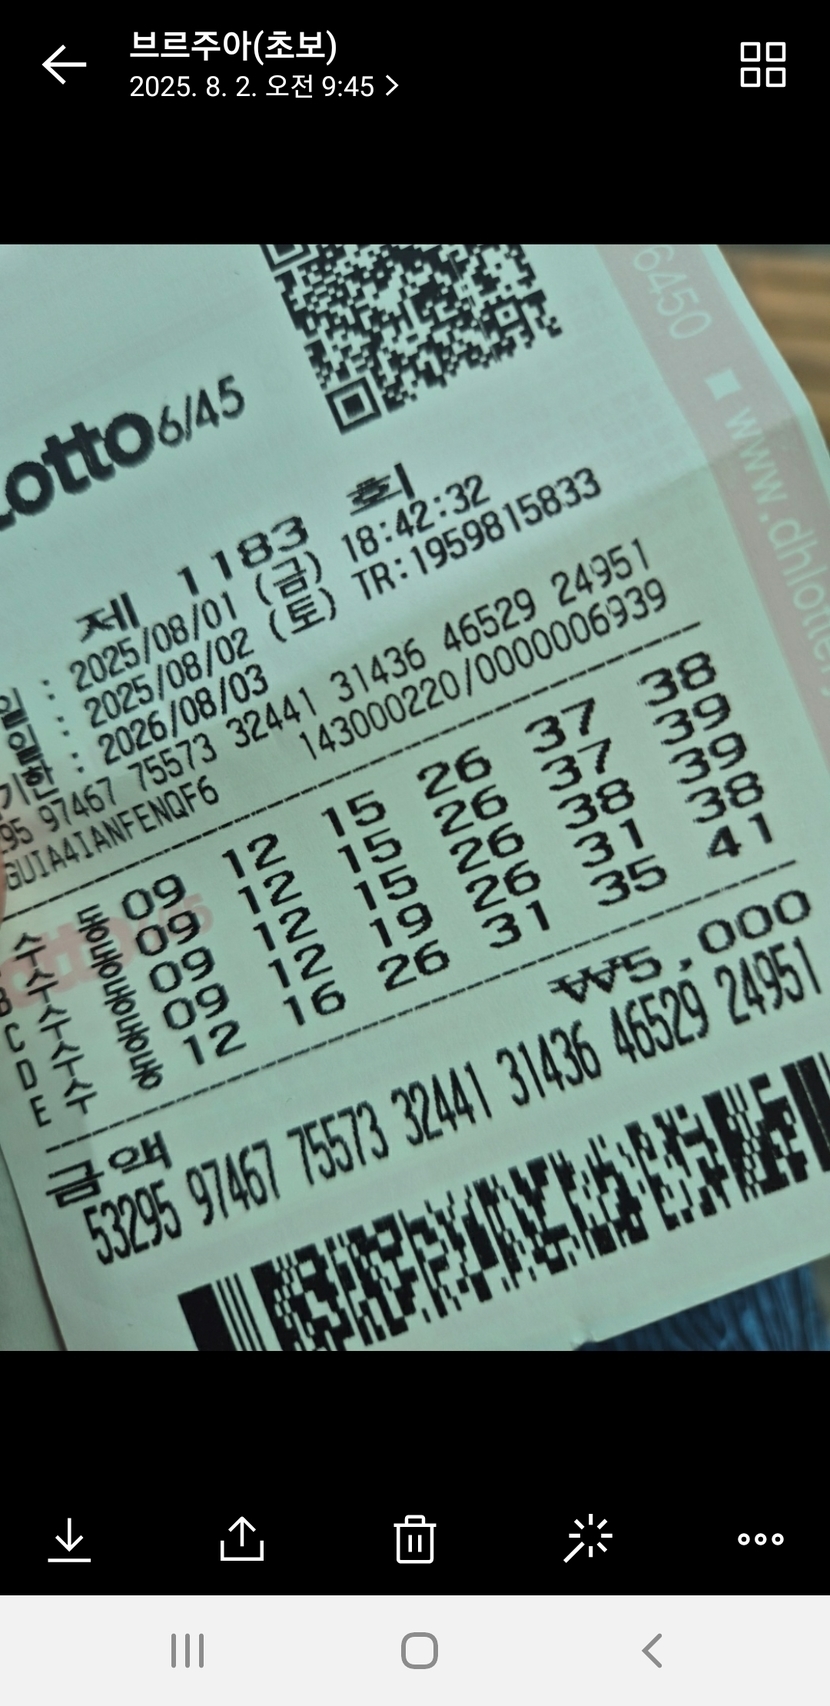 브르주아(초보)
2025. 8. 2. 오전 9:45
6450 ■ www.dhlotter
Lotto 6/45
제 1183 회
일 : 2025/08/01 (금) 18:42:32
일 : 2025/08/02 (토) TR:1959815833
기한 : 2026/08/03
295 97467 75573 32441 31436 46529 24951
GUIA4IANFENQF6 143000220/0000006939
수동 09 12 15 26 37 38
B 수동 09 12 15 26 37 39
C 수동 09 12 15 26 38 39
D 수동 09 12 19 26 31 38
E 수동 12 16 26 31 35 41
금액 ₩5,000
53295 97467 75573 32441 31436 46529 24951